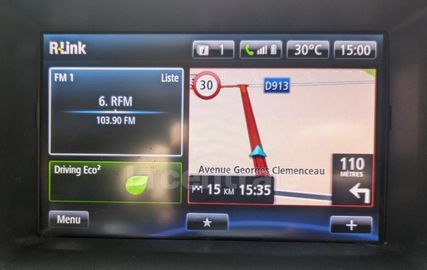 R-Link
1
30°C
15:00
FM 1
Liste
6. RFM
103.90 FM
30
D913
Avenue Georges Clemenceau
Driving Eco²
15 KM 15:35
110
MÈTRES
Menu